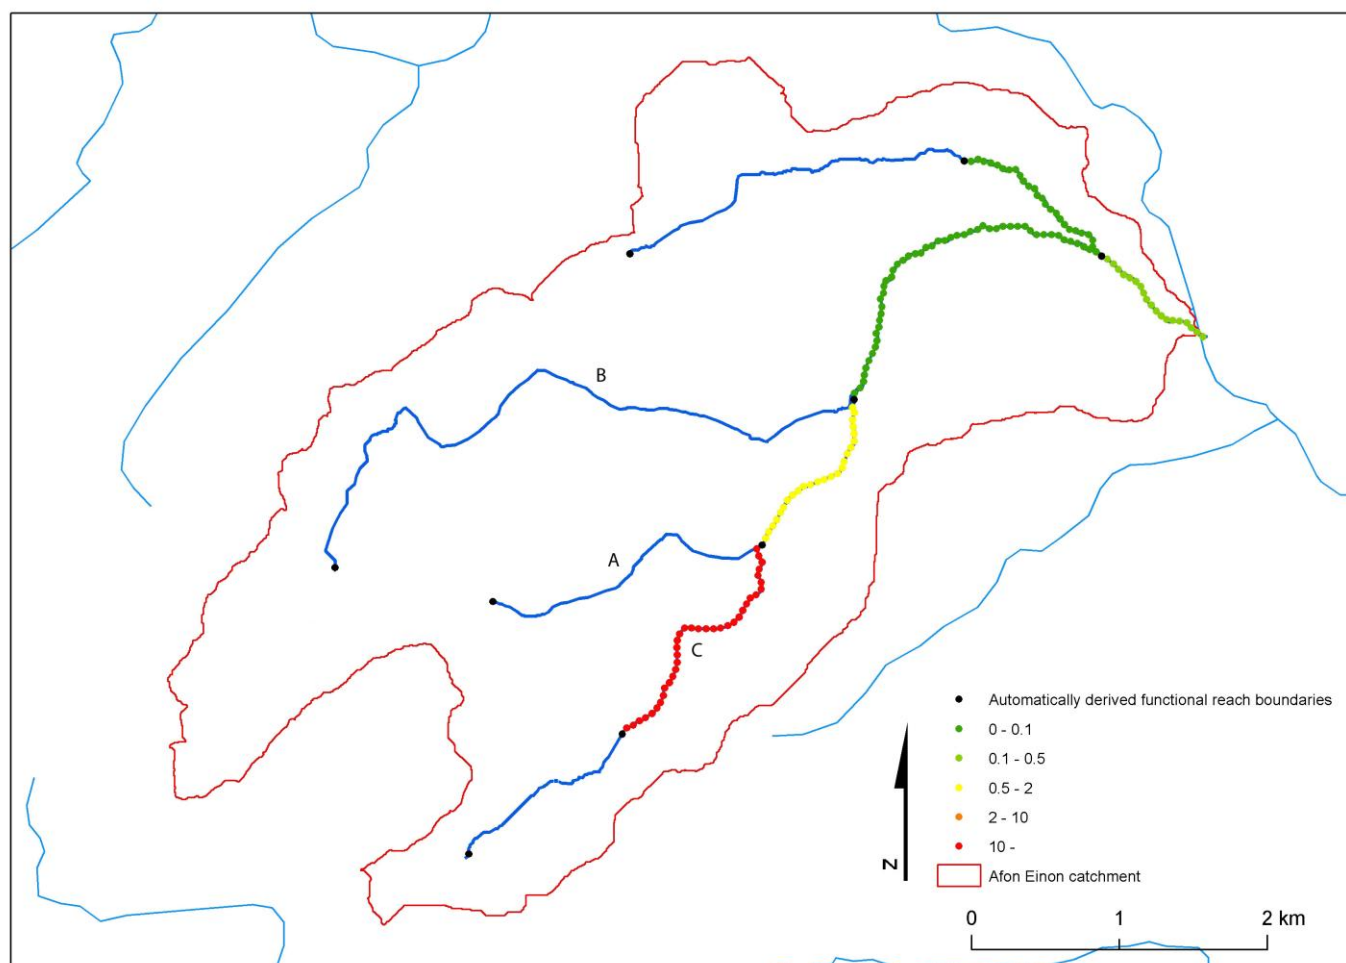 B
A
C
Automatically derived functional reach boundaries
0 - 0.1
0.1 - 0.5
0.5 - 2
2 - 10
10 -
Afon Einon catchment
N
0 1 2 km